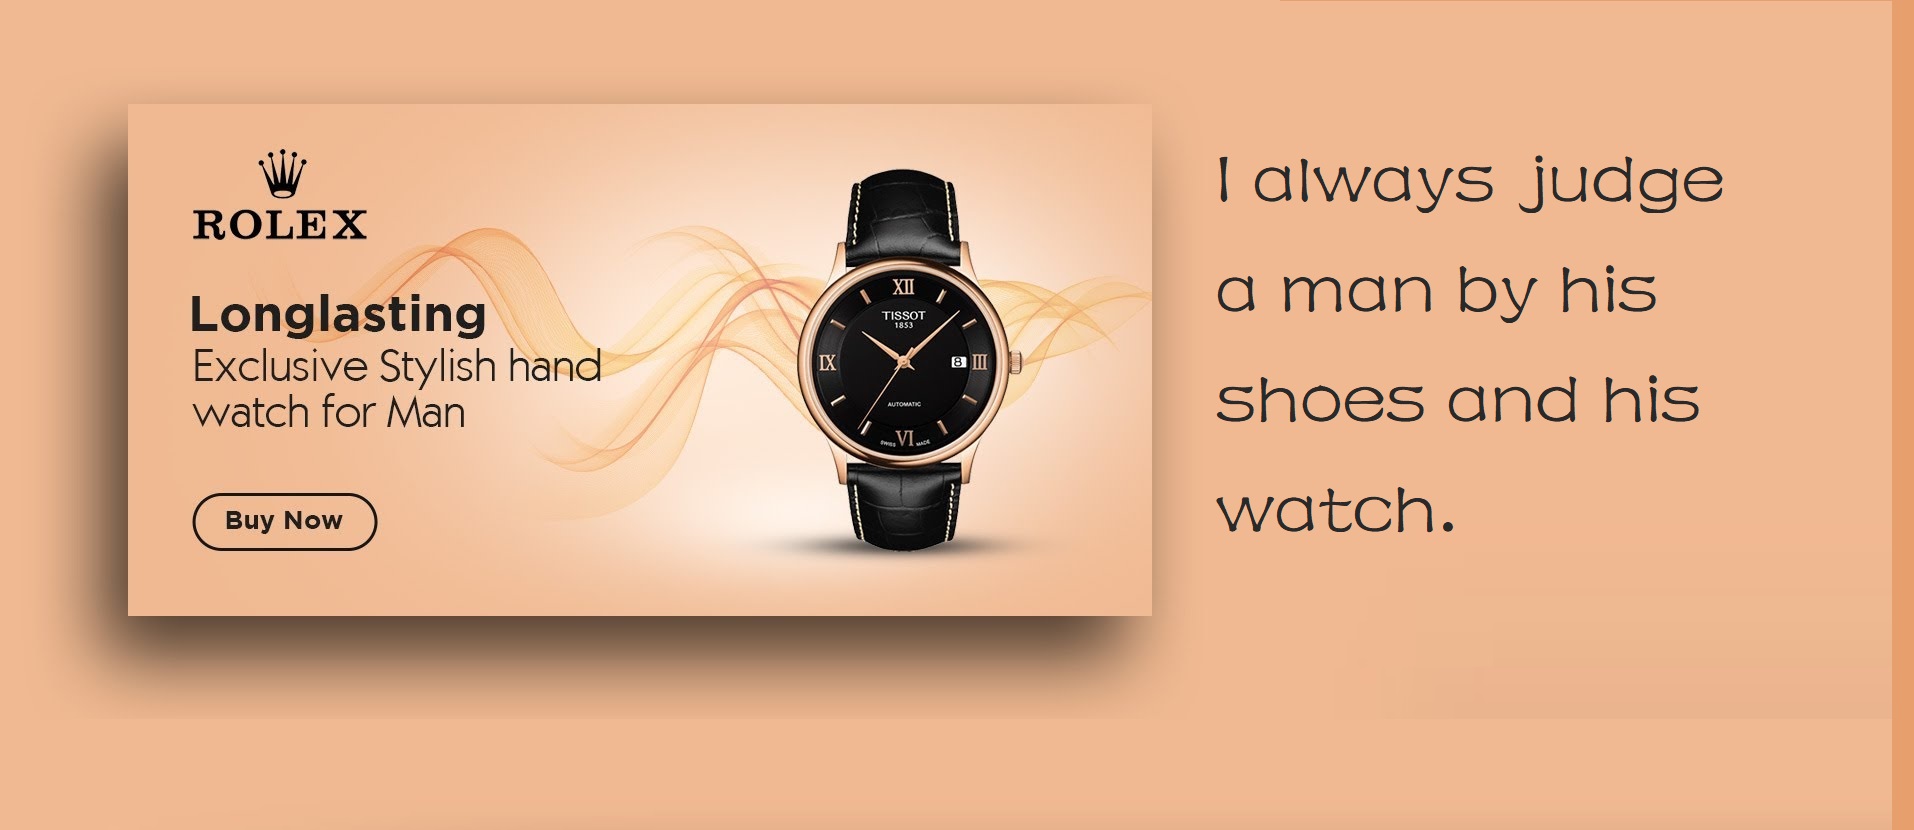 ROLEX
Longlasting
Exclusive Stylish hand
watch for Man
Buy Now
XII
TISSOT
1853
IX
8
III
AUTOMATIC
VI
SWISS MADE
I always judge
a man by his
shoes and his
watch.